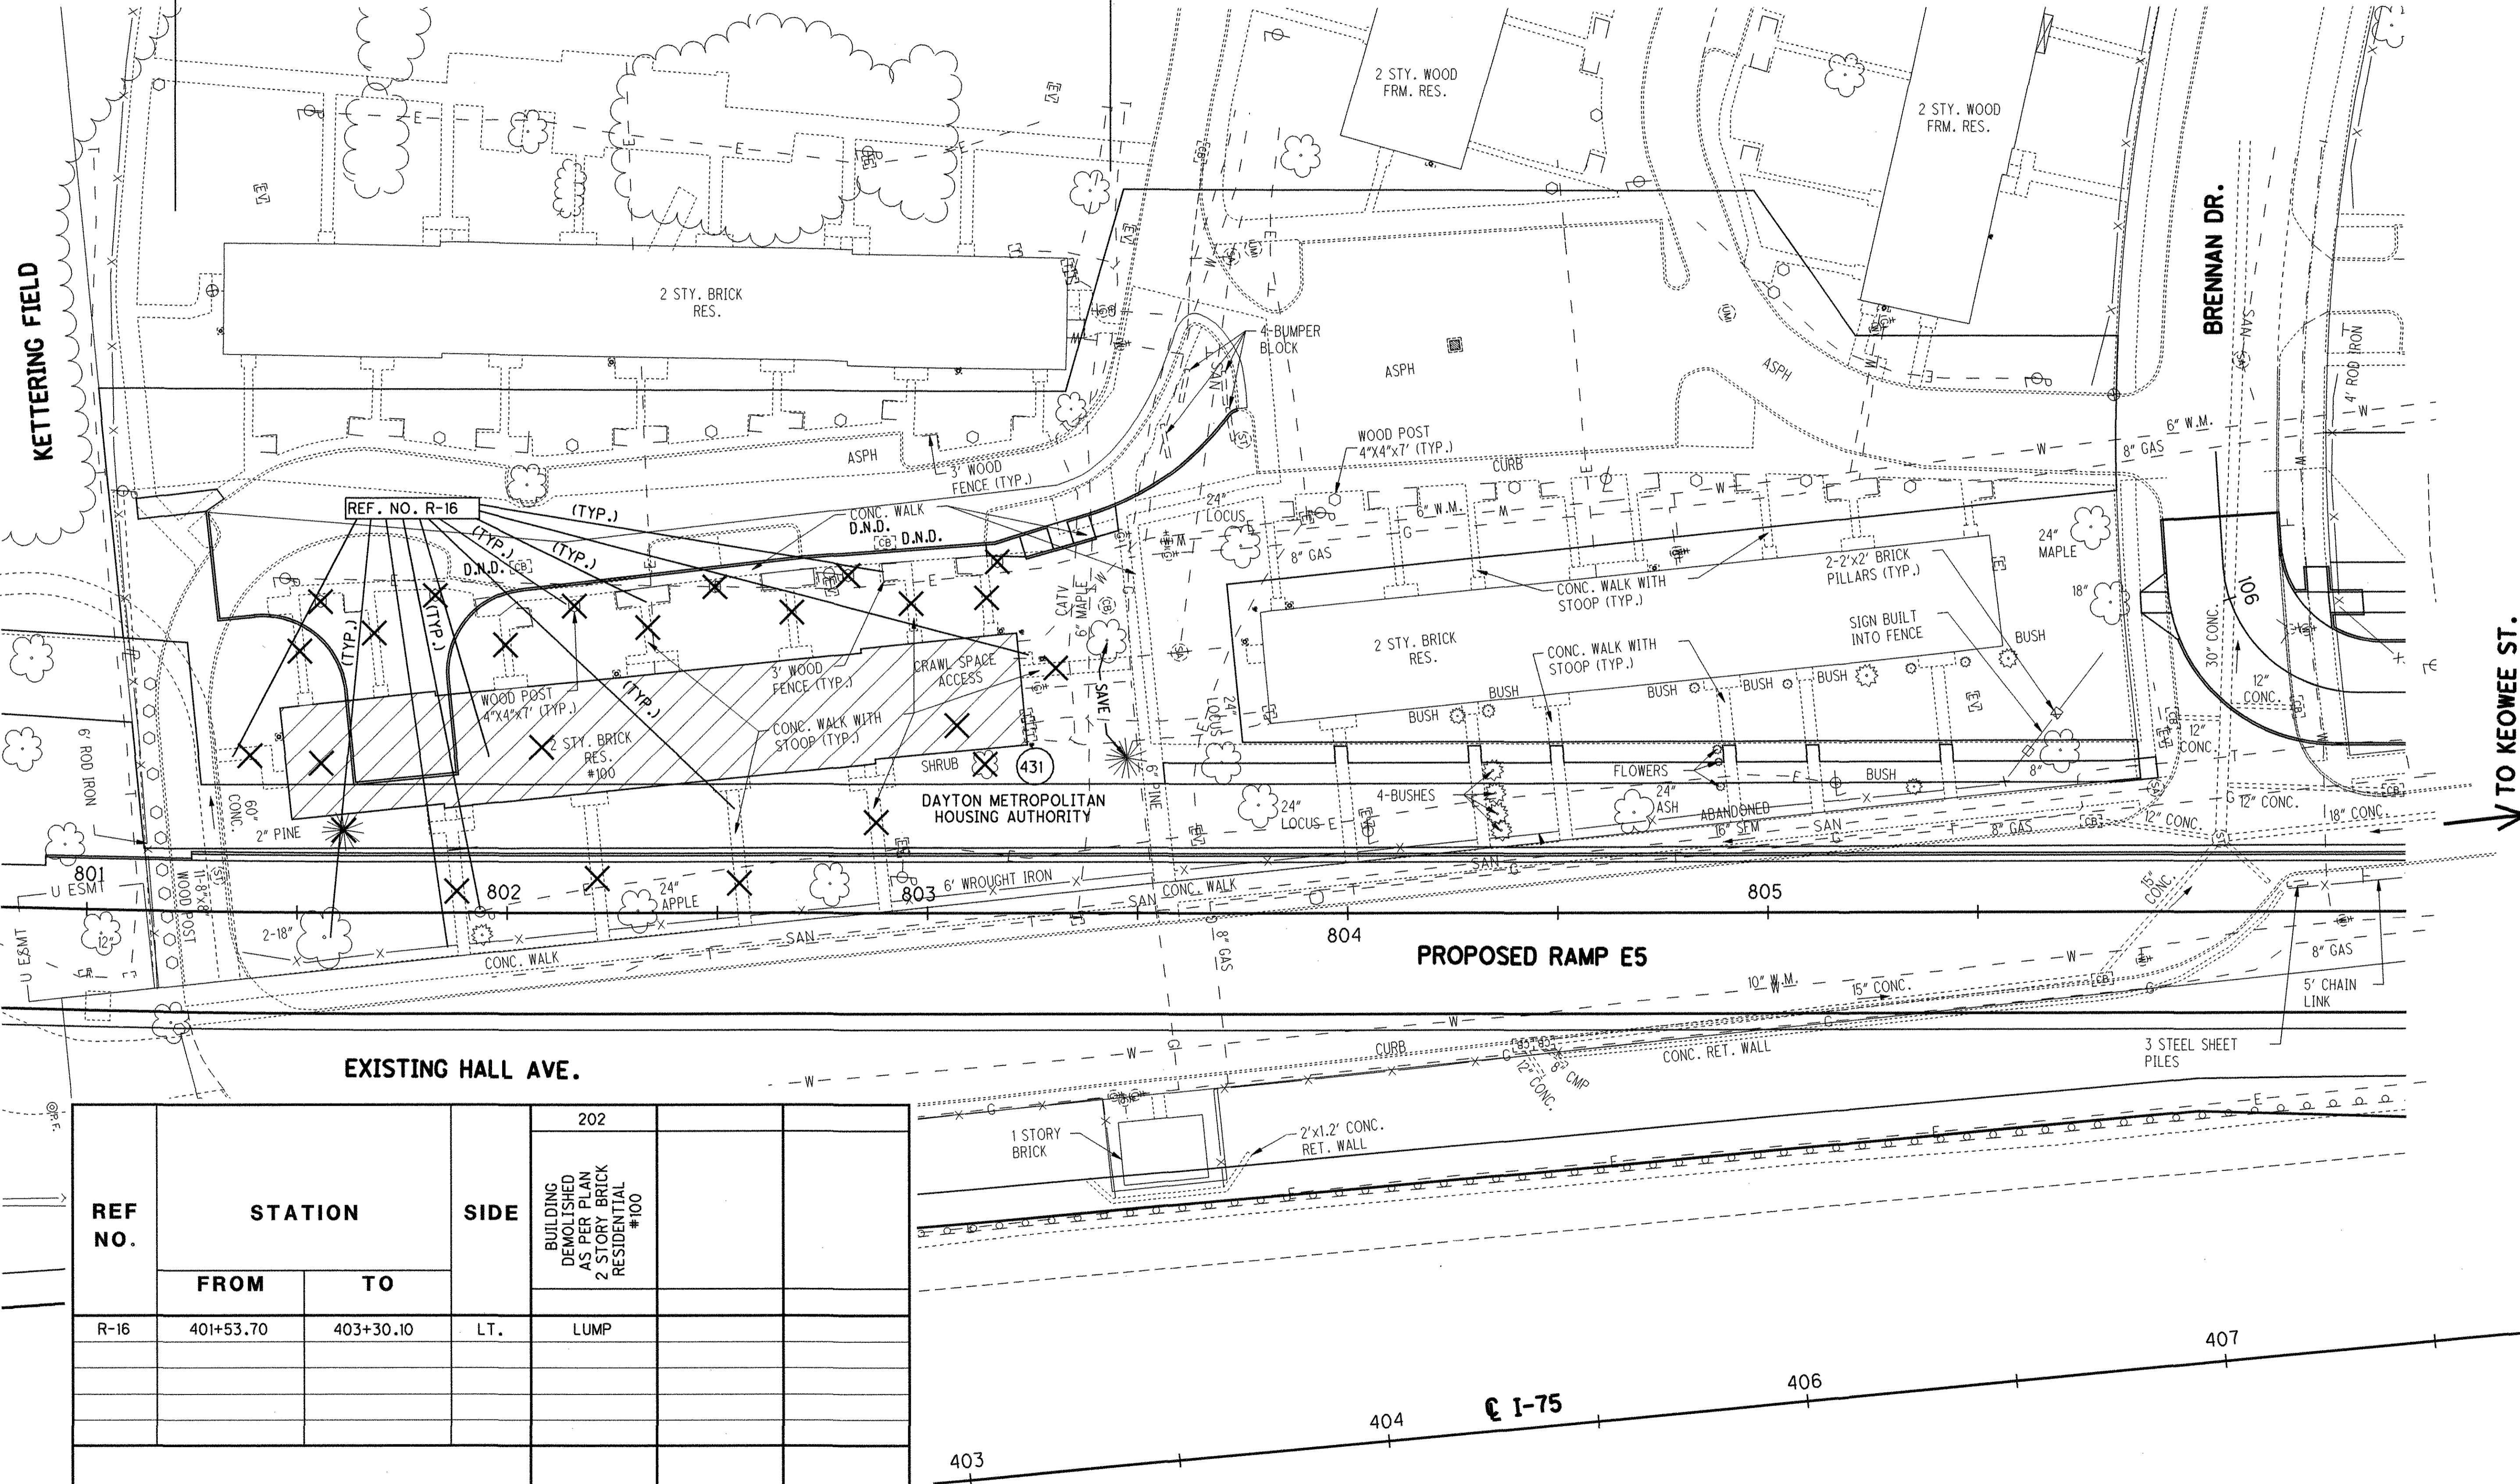 2 STY. WOOD
FRM. RES.
2 STY. WOOD
FRM. RES.
KETTERING FIELD
BRENNAN DR.
2 STY. BRICK
RES.
4-BUMPER
BLOCK
ASPH
ASPH
4' ROD IRON
ASPH
3' WOOD
FENCE (TYP.)
WOOD POST
4"X4"x7' (TYP.)
CURB
6" W.M.
8" GAS
REF. NO. R-16
(TYP.)
(TYP.)
(TYP.)
(TYP.)
(TYP.)
(TYP.)
CONC. WALK
D.N.D.
D.N.D.
D.N.D.
24"
LOCUS
6" W.M.
8" GAS
CONC. WALK WITH
STOOP (TYP.)
2-2'x2' BRICK
PILLARS (TYP.)
24"
MAPLE
18"
106
CATV
6" MAPLE
SAVE
2 STY. BRICK
RES.
CONC. WALK WITH
STOOP (TYP.)
SIGN BUILT
INTO FENCE
BUSH
BUSH
BUSH
BUSH
BUSH
BUSH
30" CONC.
12"
CONC.
12"
CONC.
TO KEOWEE ST.
WOOD POST
4"X4"x7' (TYP.)
3' WOOD
FENCE (TYP.)
CRAWL SPACE
ACCESS
2 STY. BRICK
RES.
#100
CONC. WALK WITH
STOOP (TYP.)
24"
LOCUS
SHRUB
431
DAYTON METROPOLITAN
HOUSING AUTHORITY
6' ROD IRON
60"
CONC.
2" PINE
6" PINE
24"
LOCUS
4-BUSHES
FLOWERS
24"
ASH
BUSH
8"
ABANDONED
6" SFM
SAN
8" GAS
12" CONC.
12" CONC.
18" CONC.
801
802
803
804
805
U ESMT
U ESMT
12"
11-8"x8"
WOOD POST
2-18"
24"
APPLE
6' WROUGHT IRON
SAN
SAN
CONC. WALK
SAN
CONC. WALK
8" GAS
15"
CONC.
PROPOSED RAMP E5
10" W.M.
15" CONC.
8" GAS
5' CHAIN
LINK
3 STEEL SHEET
PILES
EXISTING HALL AVE.
CURB
CONC. RET. WALL
8" CMP
12" CONC.
1 STORY
BRICK
2'x1.2' CONC.
RET. WALL
REF
NO.
STATION
FROM
TO
SIDE
202
BUILDING
DEMOLISHED
AS PER PLAN
2 STORY BRICK
RESIDENTIAL
#100
R-16
401+53.70
403+30.10
LT.
LUMP
403
404
406
407
℄ I-75